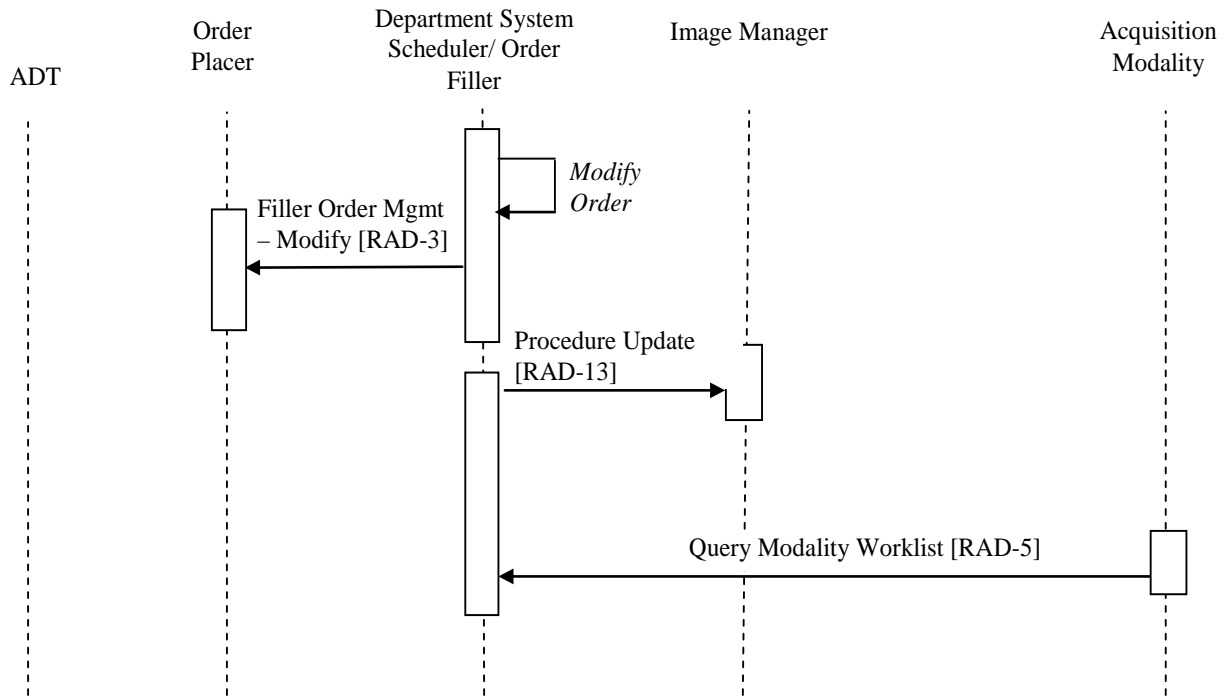 ADT
Order
Placer
Department System
Scheduler/ Order
Filler
Image Manager
Acquisition
Modality
Modify
Order
Filler Order Mgmt
– Modify [RAD-3]
Procedure Update
[RAD-13]
Query Modality Worklist [RAD-5]